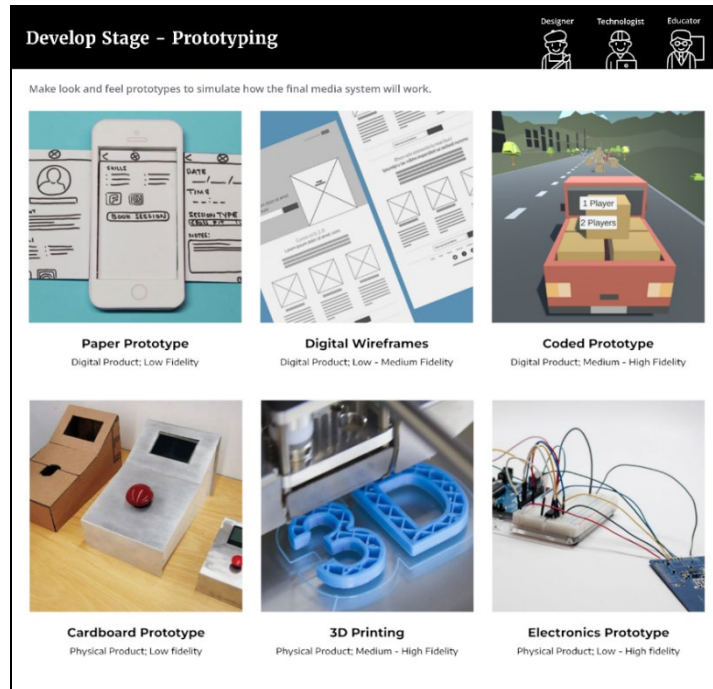 Develop Stage - Prototyping
Designer
Technologist
Educator
Make look and feel prototypes to simulate how the final media system will work.
SKILLS
BOOK SESSION
DATE
TIME
SESSION TYPE
NOTES:
1 Player
2 Players
Paper Prototype
Digital Product; Low Fidelity
Digital Wireframes
Digital Product; Low - Medium Fidelity
Coded Prototype
Digital Product; Medium - High Fidelity
3D
Cardboard Prototype
Physical Product; Low fidelity
3D Printing
Physical Product; Medium - High Fidelity
Electronics Prototype
Physical Product; Low - High fidelity